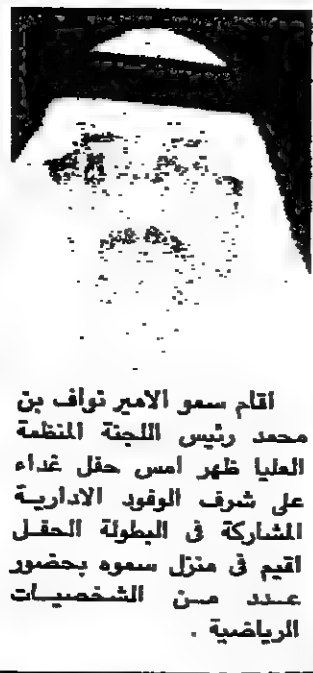 اقام سمو الامير نواف بن
محمد رئيس اللجنة المنظمة
العليا ظهر امس حفل غداء
على شرف الوفود الادارية
المشاركة فى البطولة الحفل
اقيم فى منزل سموه بحضور
عدد من الشخصيات
الرياضية .